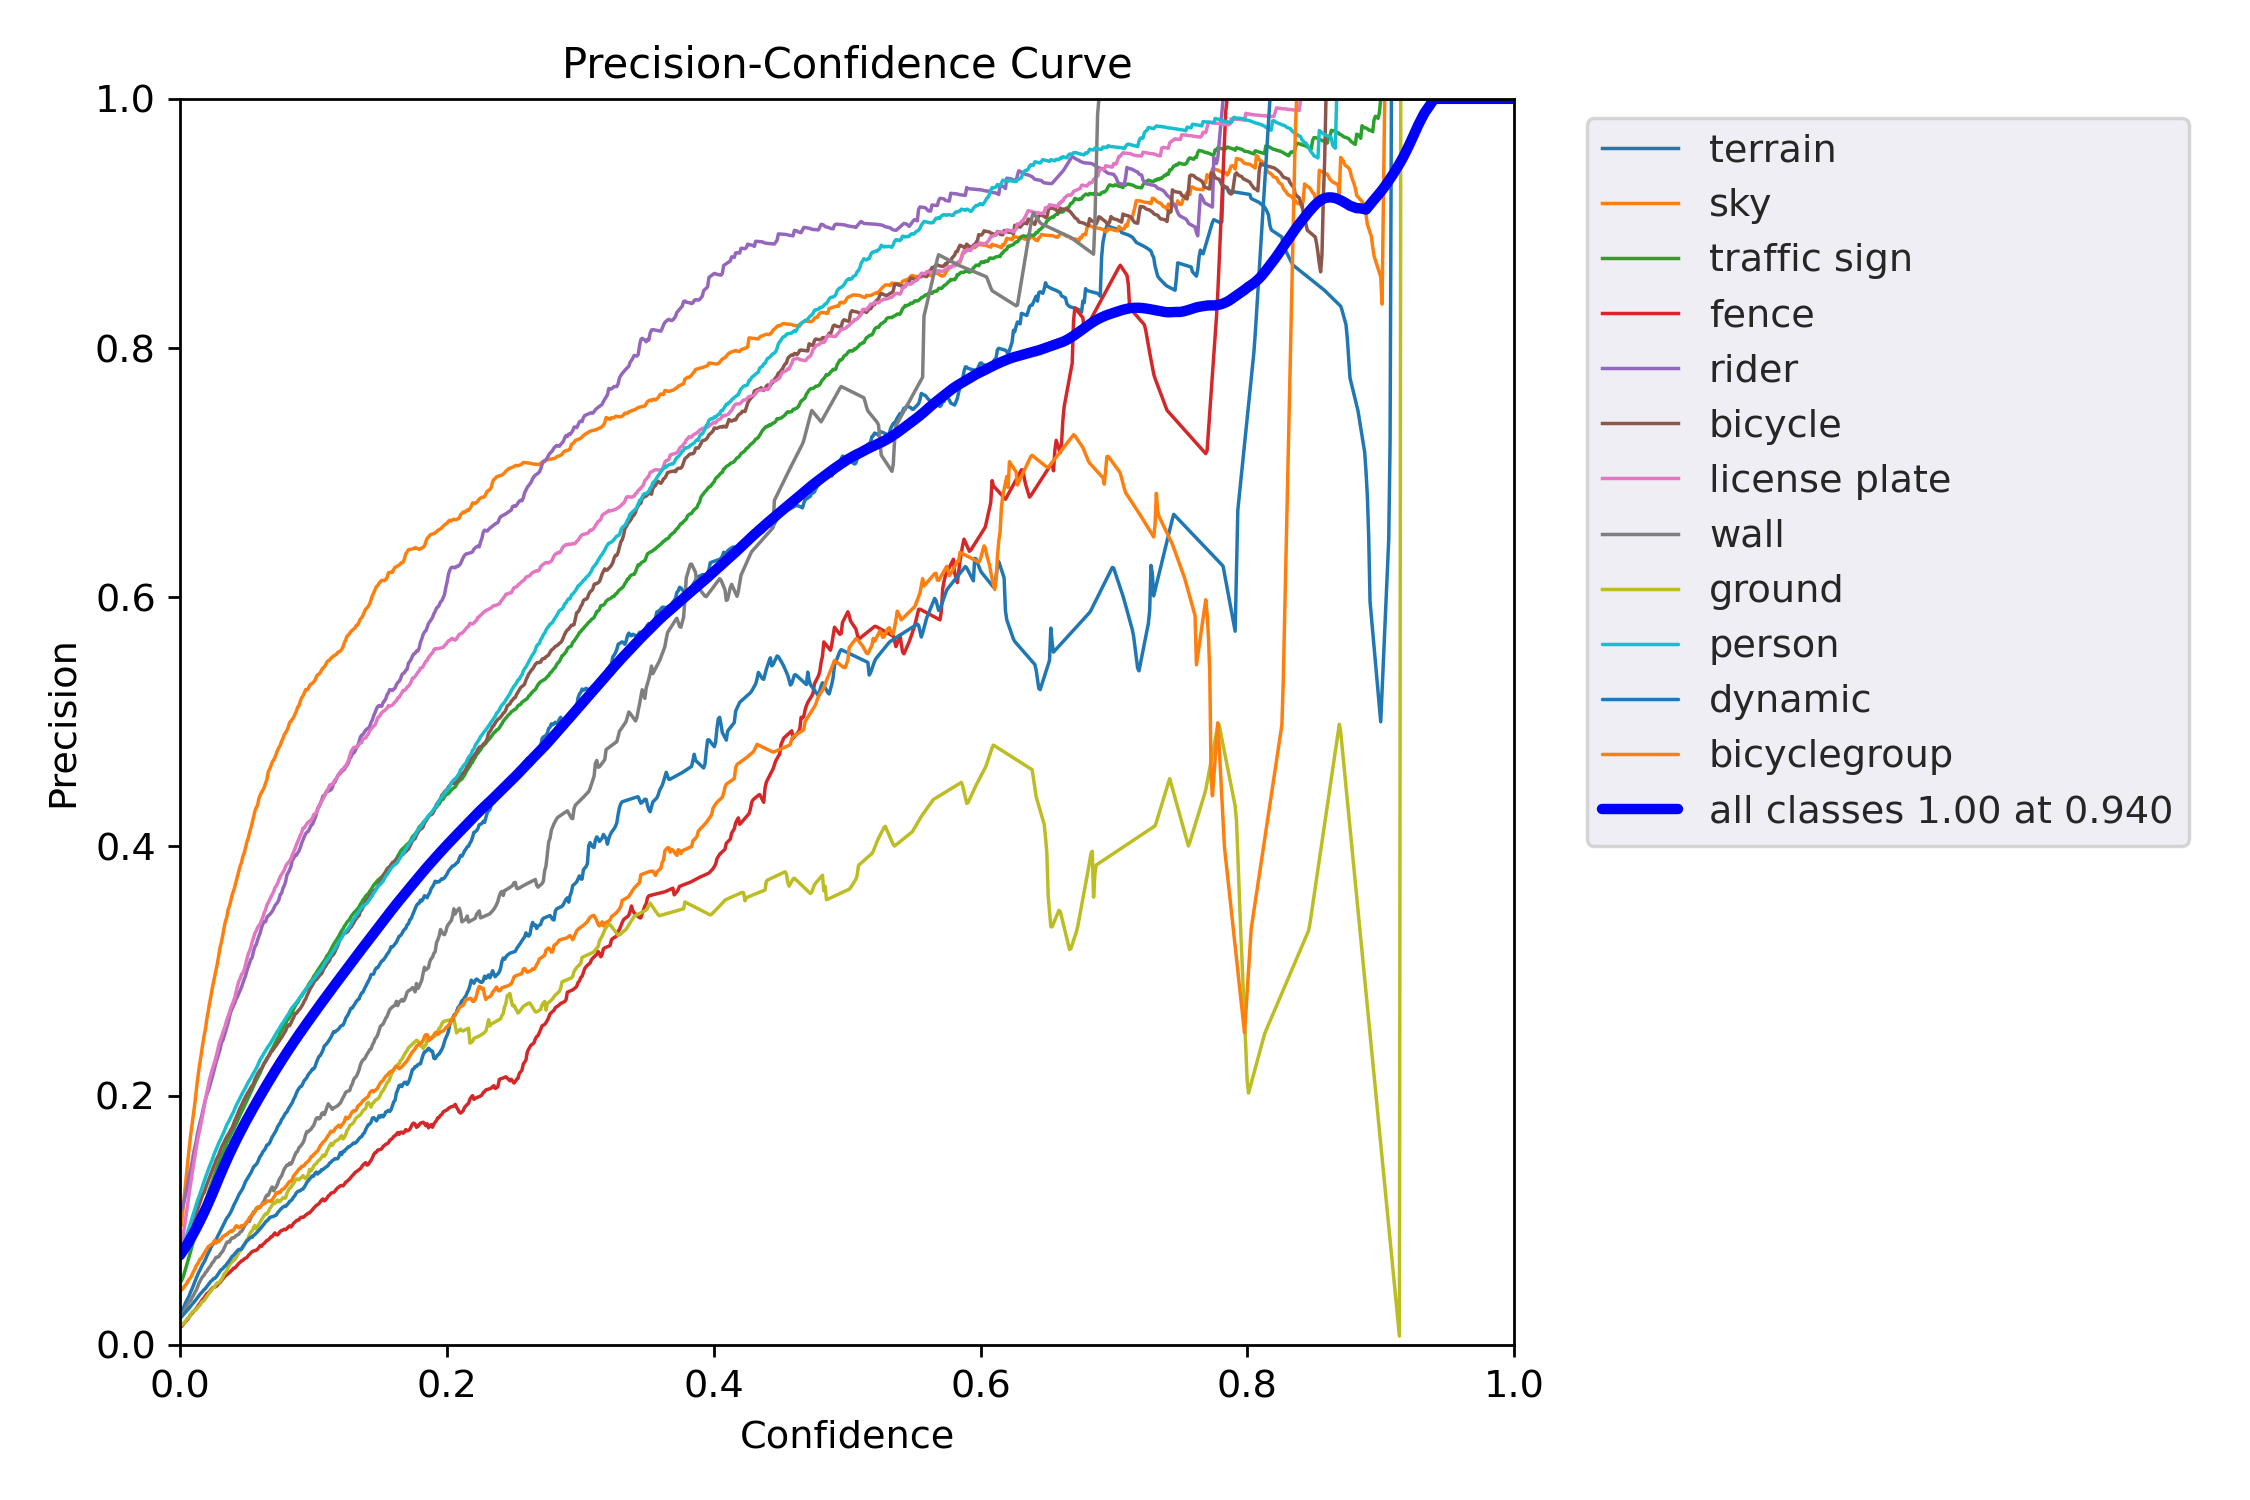 Precision-Confidence Curve
1.0
0.8
0.6
0.4
0.2
0.0
Precision
0.0 0.2 0.4 0.6 0.8 1.0
Confidence
terrain
sky
traffic sign
fence
rider
bicycle
license plate
wall
ground
person
dynamic
bicyclegroup
all classes 1.00 at 0.940